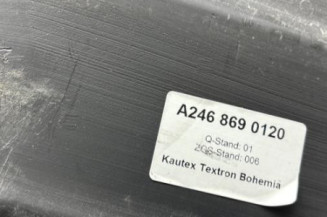 A246 869 0120
Q-Stand: 01
ZGS-Stand: 006
Kautex Textron Bohemia